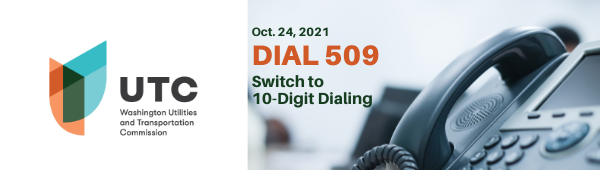 UTC
Washington Utilities
and Transportation
Commission
Oct. 24, 2021
DIAL 509
Switch to
10-Digit Dialing